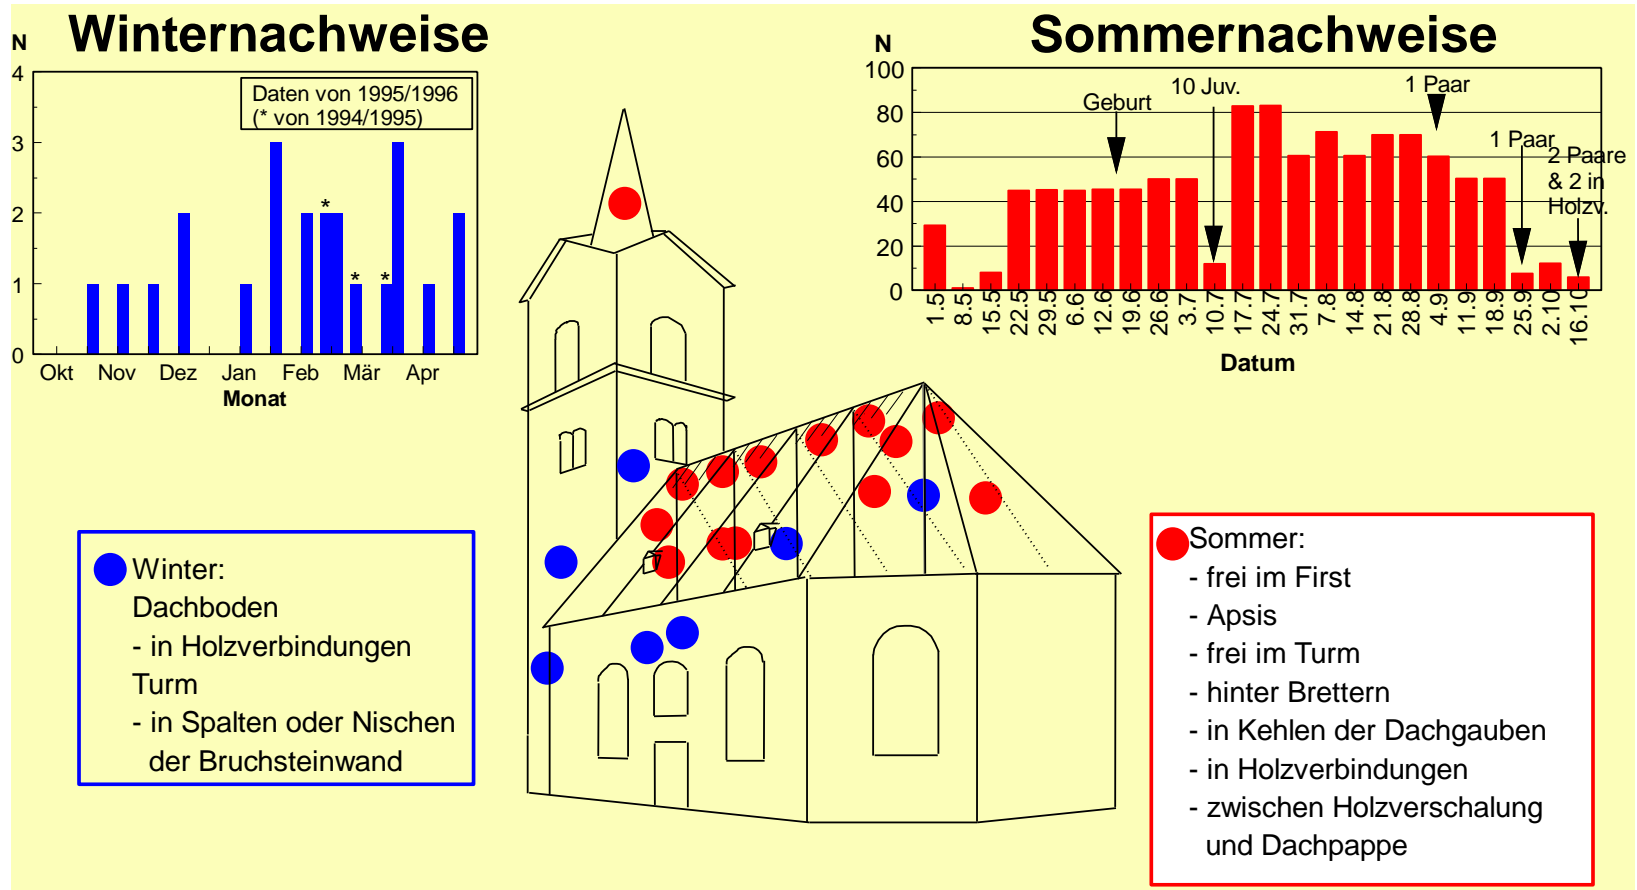 Winternachweise
N
4
3
2
1
0
Daten von 1995/1996
(* von 1994/1995)
*
*
*
Okt Nov Dez Jan Feb Mär Apr
Monat
Sommernachweise
N
100
80
60
40
20
0
Geburt
10 Juv.
1 Paar
1 Paar
2 Paare
& 2 in
Holzv.
1.5 8.5 15.5 22.5 29.5 6.6 12.6 19.6 26.6 3.7 10.7 17.7 24.7 31.7 7.8 14.8 21.8 28.8 4.9 11.9 18.9 25.9 2.10 16.10
Datum
Winter:
Dachboden
- in Holzverbindungen
Turm
- in Spalten oder Nischen
der Bruchsteinwand
Sommer:
- frei im First
- Apsis
- frei im Turm
- hinter Brettern
- in Kehlen der Dachgauben
- in Holzverbindungen
- zwischen Holzverschalung
und Dachpappe